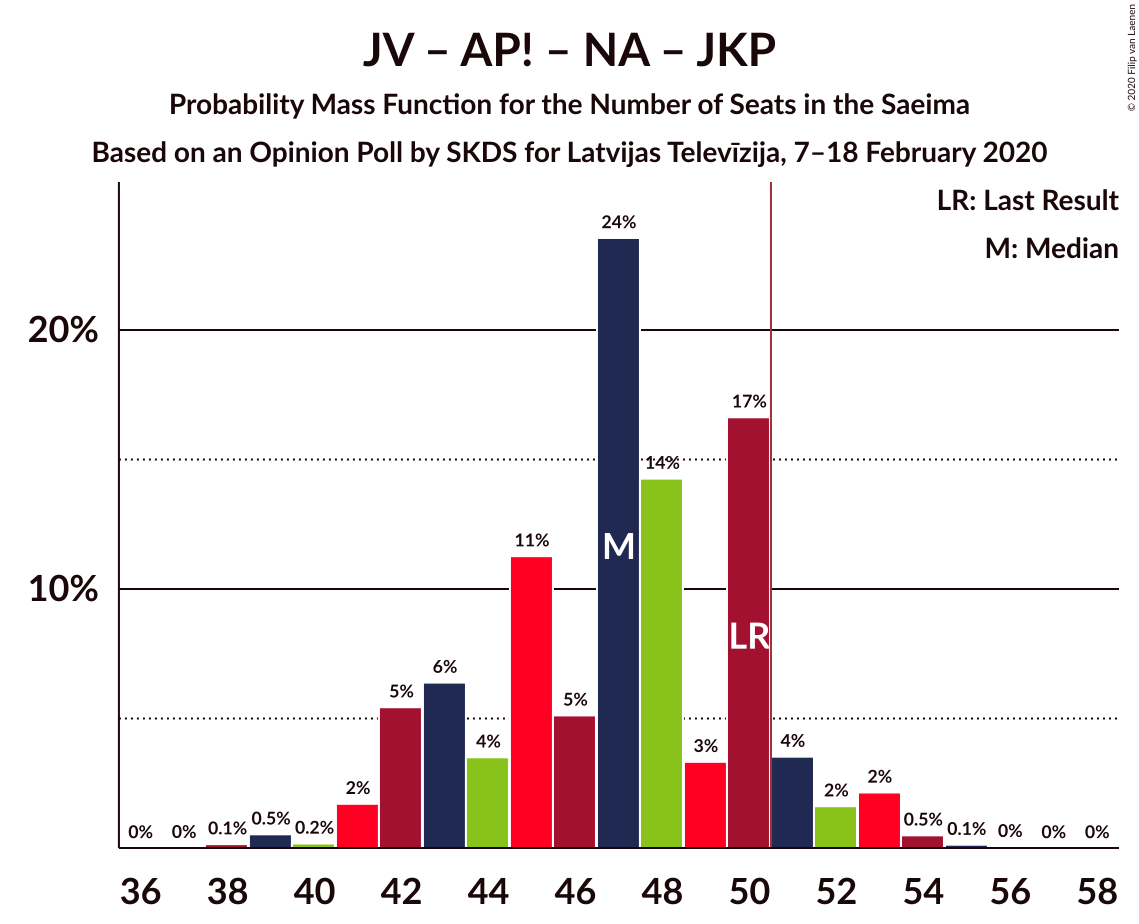 JV – AP! – NA – JKP
Probability Mass Function for the Number of Seats in the Saeima
Based on an Opinion Poll by SKDS for Latvijas Televīzija, 7–18 February 2020
© 2020 Filip van Laenen
LR: Last Result
M: Median
20%
10%
0%
0%
0.1%
0.5%
0.2%
2%
5%
6%
4%
11%
5%
24%
14%
3%
17%
4%
2%
2%
0.5%
0.1%
0%
0%
0%
M
LR
36 38 40 42 44 46 48 50 52 54 56 58